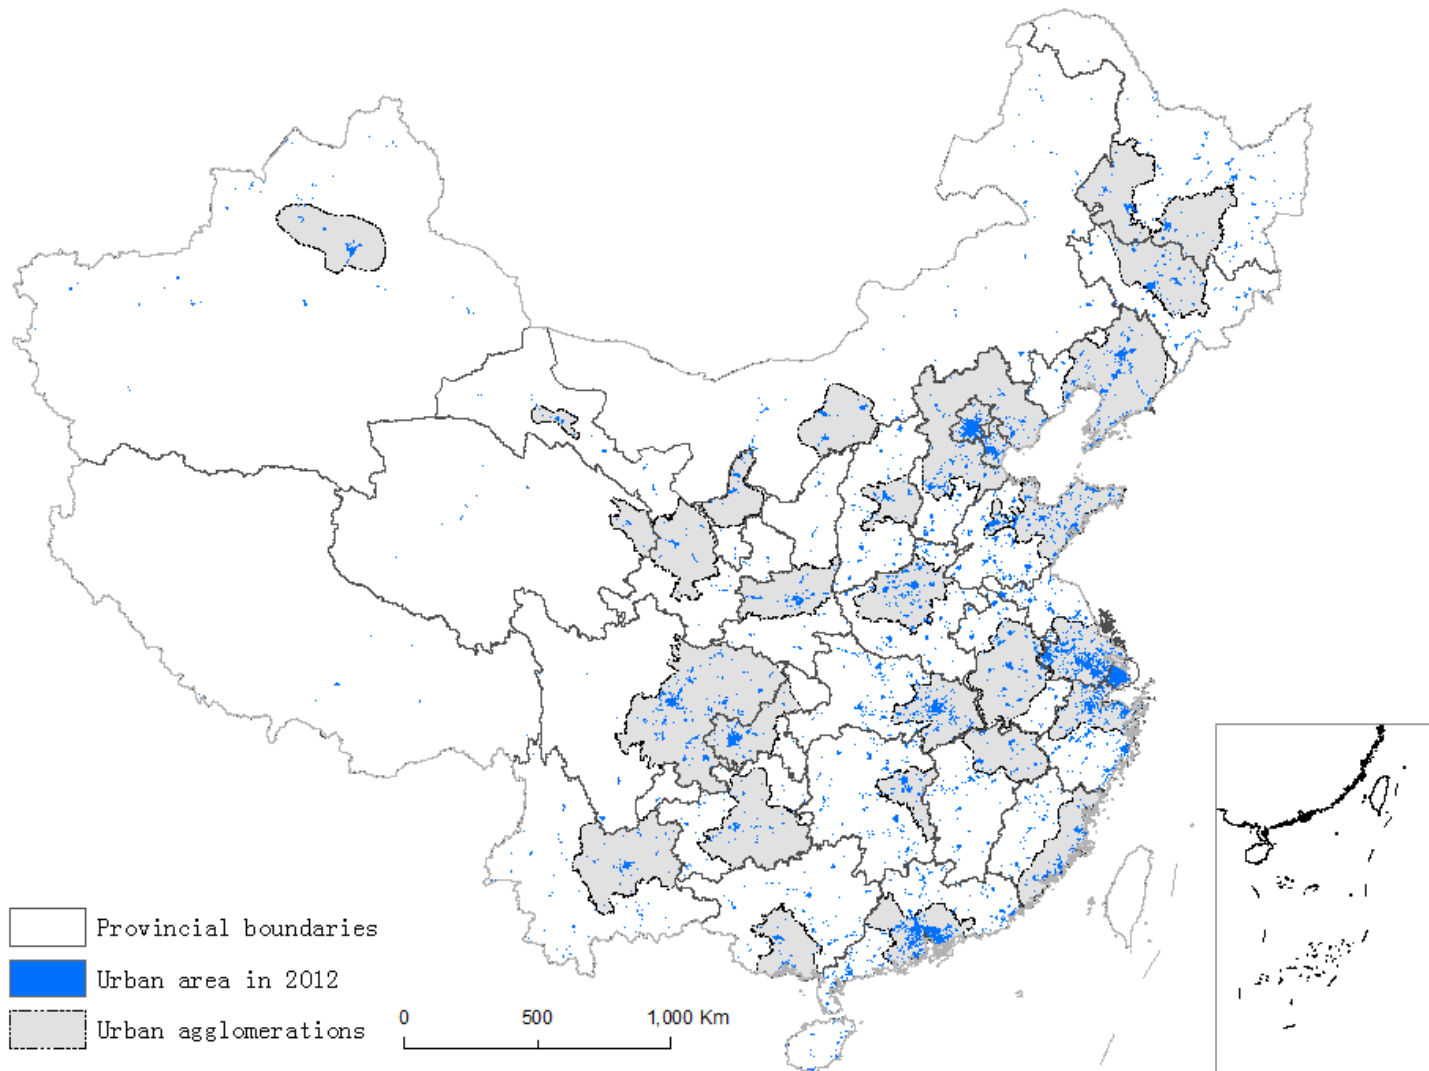 Provincial boundaries
Urban area in 2012
Urban agglomerations
0 500 1,000 Km